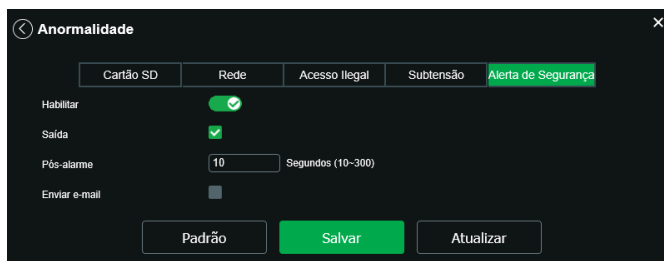 Anormalidade
Cartão SD Rede Acesso Ilegal Subtensão Alerta de Segurança
Habilitar
Saída
Pós-alarme 10 Segundos (10~300)
Enviar e-mail
Padrão Salvar Atualizar